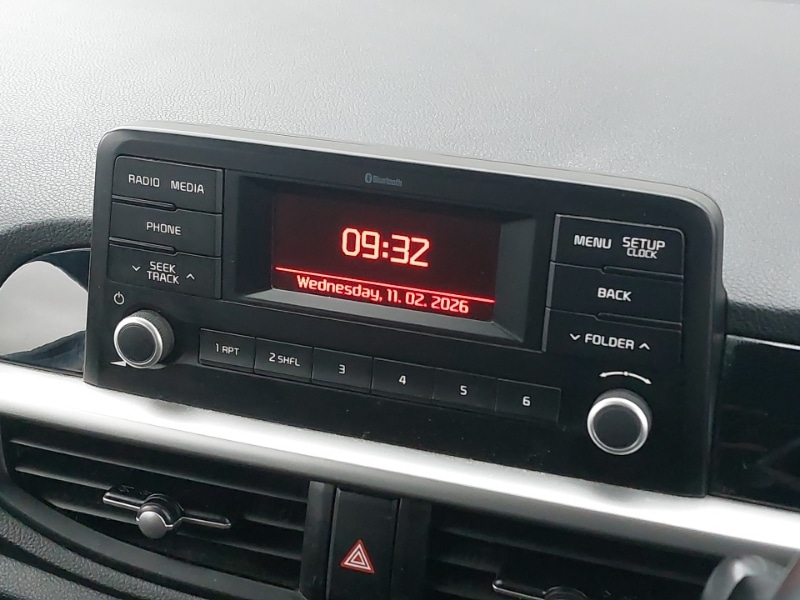 Bluetooth
RADIO MEDIA
PHONE
SEEK
TRACK
09:32
Wednesday, 11. 02. 2026
MENU SETUP
CLOCK
BACK
FOLDER
1 RPT
2 SHFL
3
4
5
6